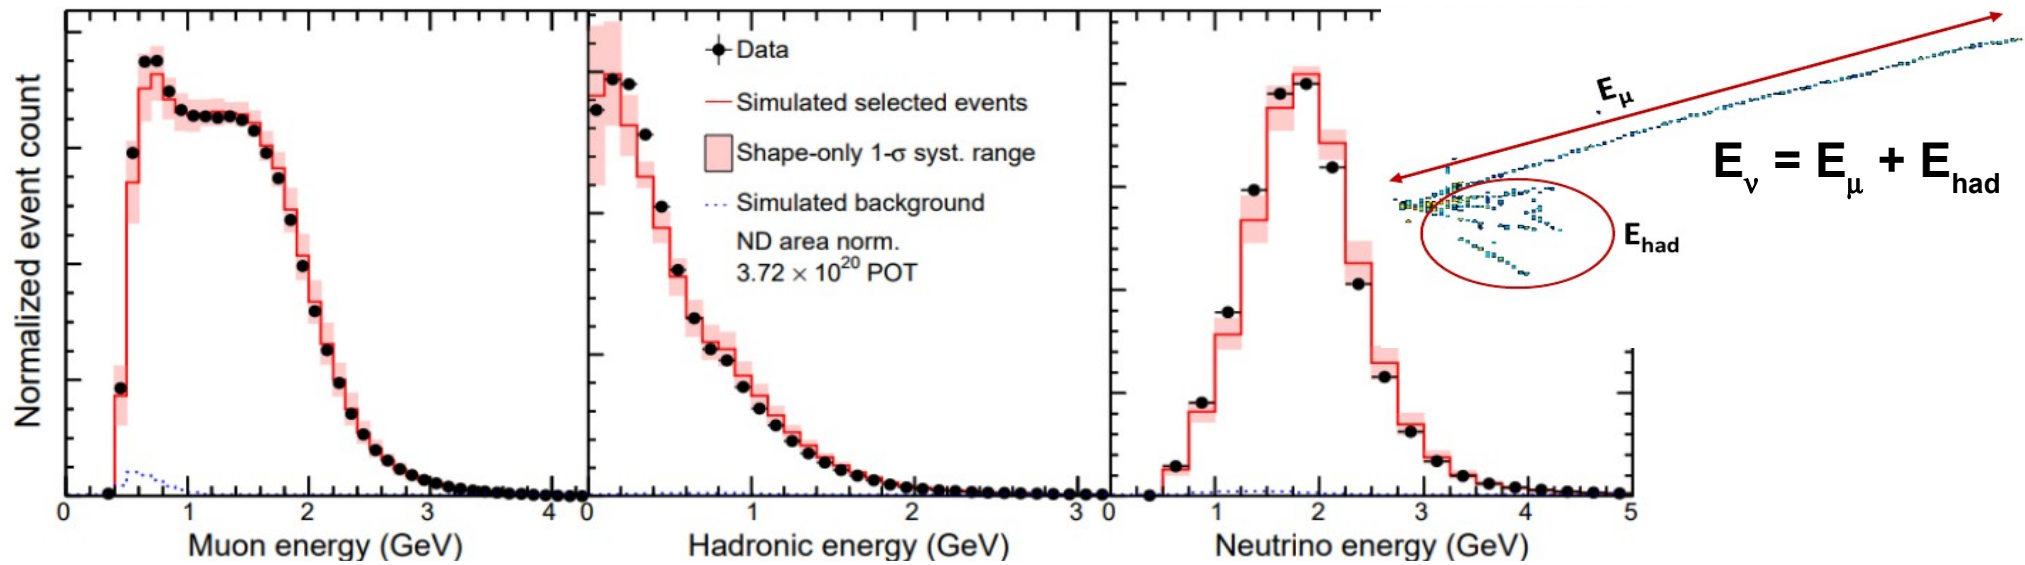 Normalized event count
0 1 2 3 4
Muon energy (GeV)
Data
Simulated selected events
Shape-only 1-σ syst. range
Simulated background
ND area norm.
3.72 × 10²⁰ POT
0 1 2 3
Hadronic energy (GeV)
0 1 2 3 4 5
Neutrino energy (GeV)
Eμ
Ehad
Eν = Eμ + Ehad